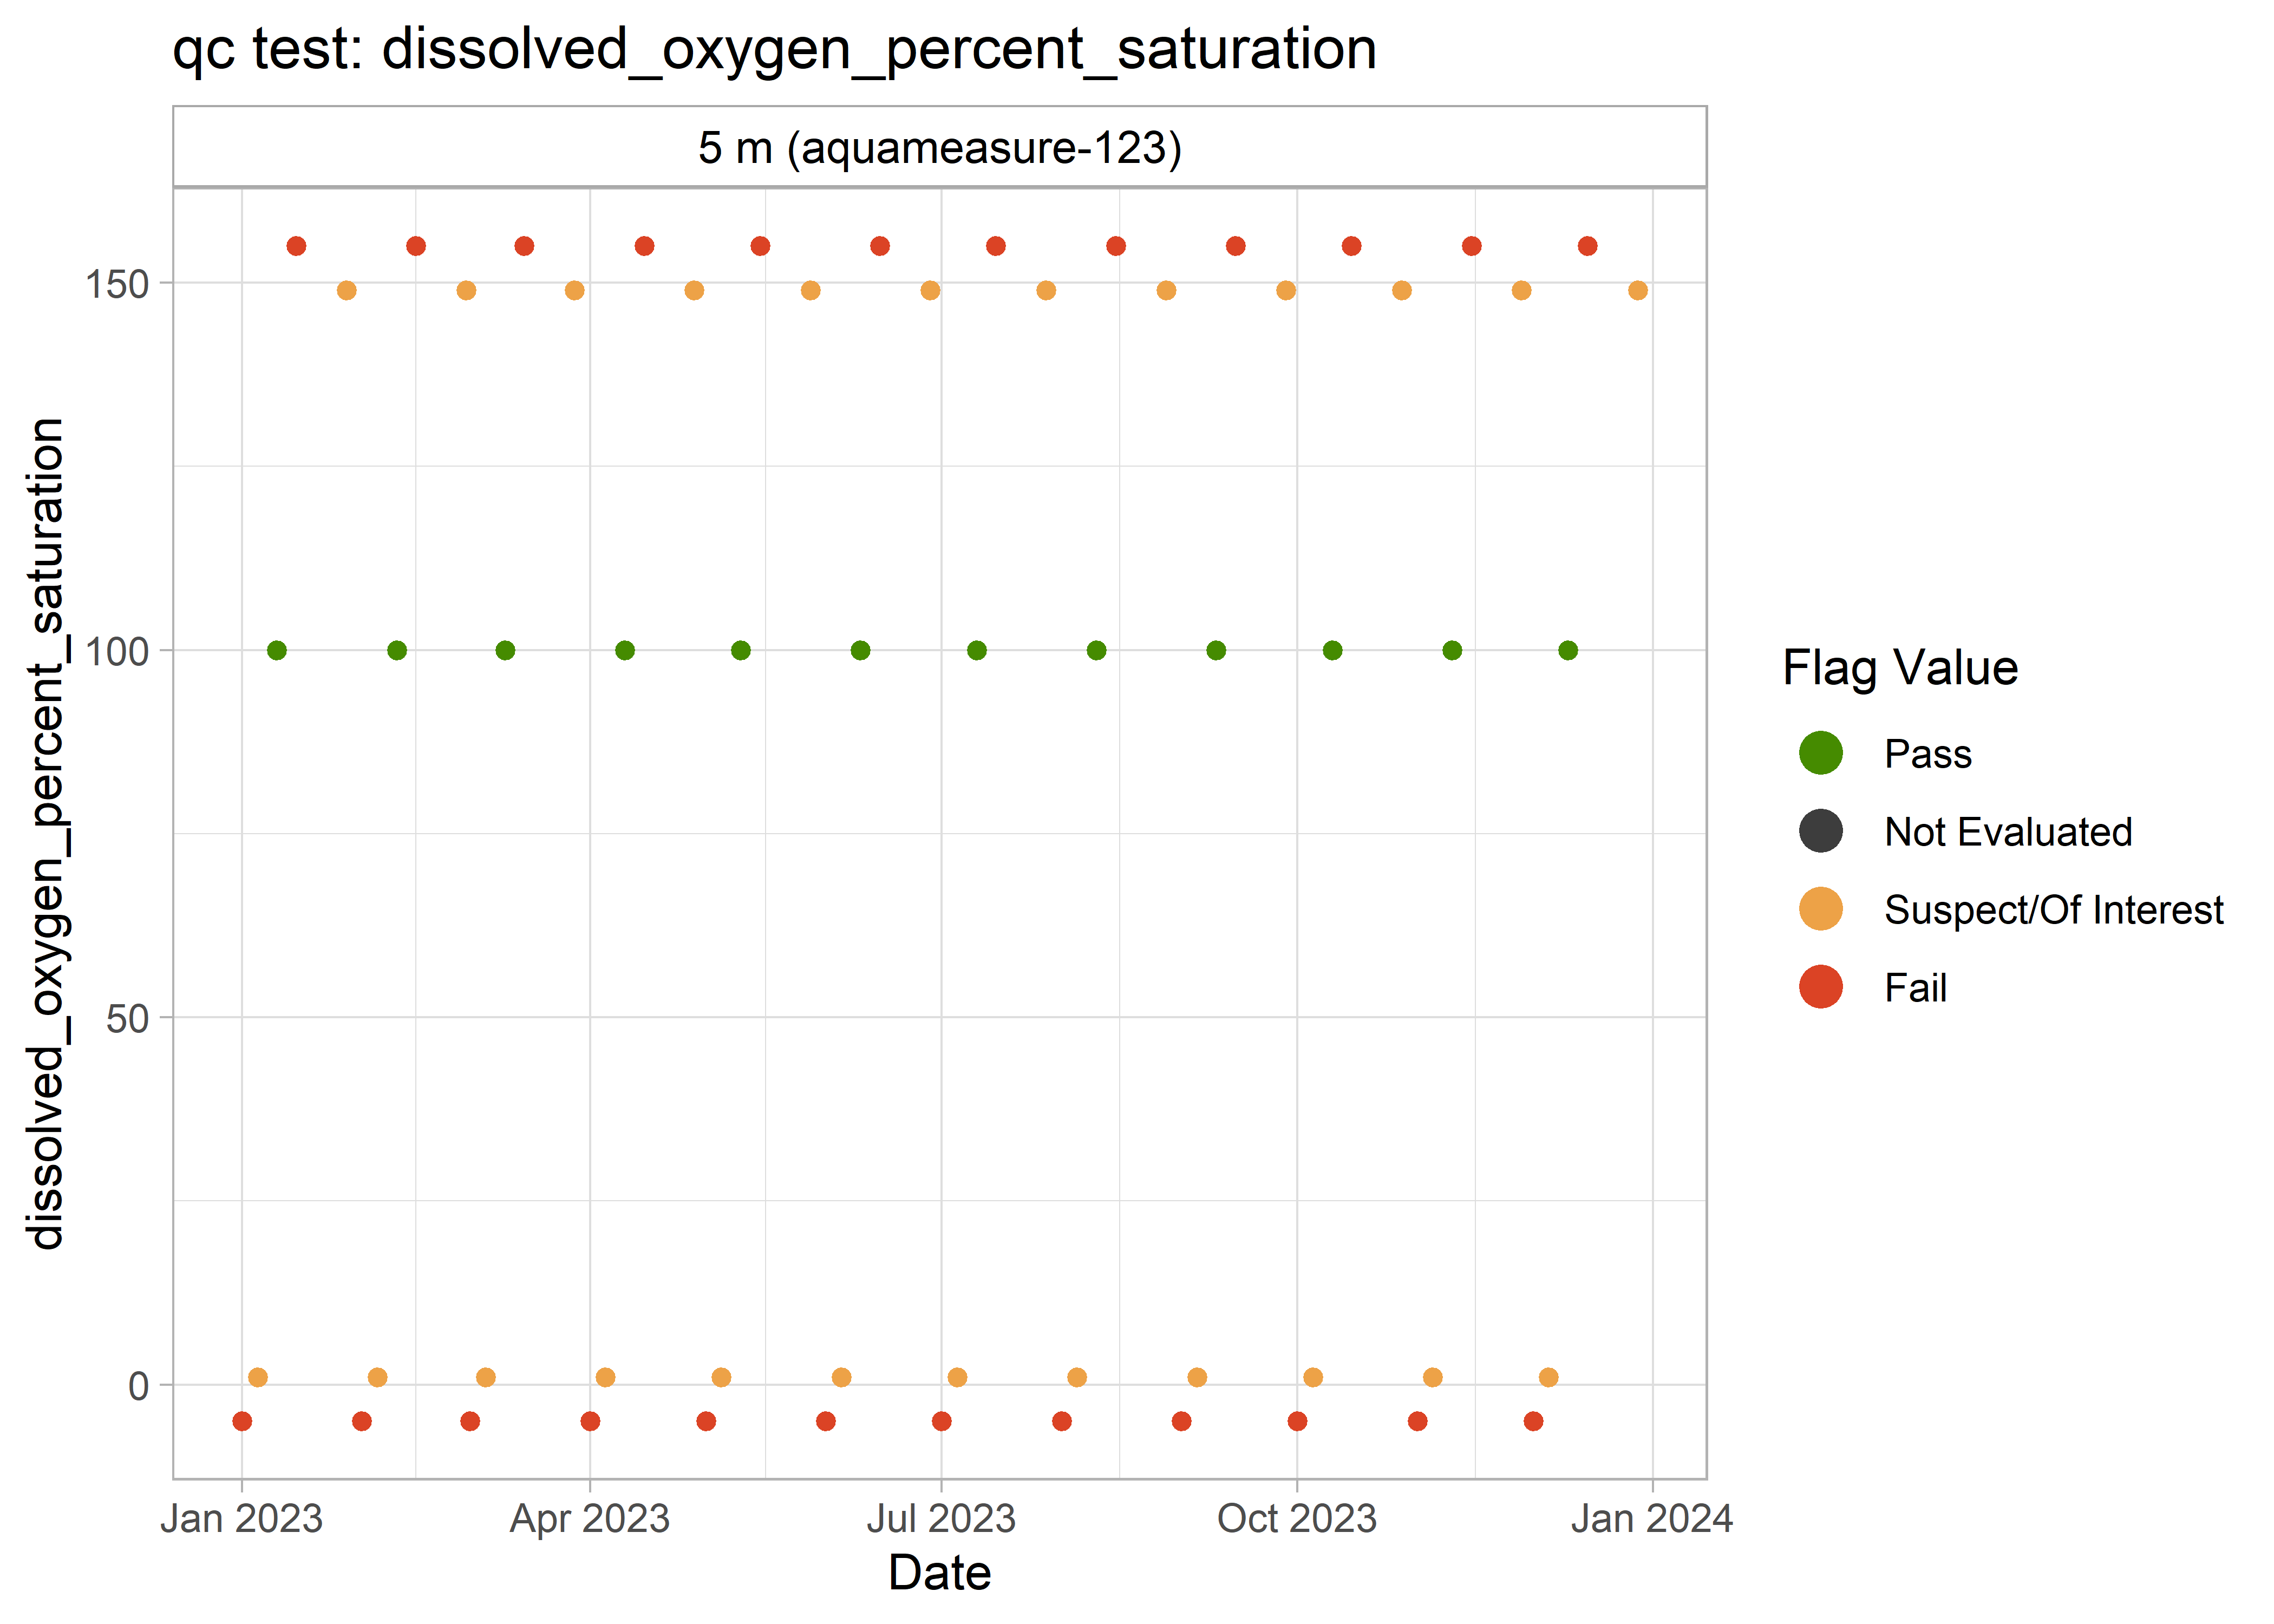 qc test: dissolved_oxygen_percent_saturation
5 m (aquameasure-123)
dissolved_oxygen_percent_saturation
150
100
50
0
Jan 2023
Apr 2023
Jul 2023
Oct 2023
Jan 2024
Date
Flag Value
Pass
Not Evaluated
Suspect/Of Interest
Fail